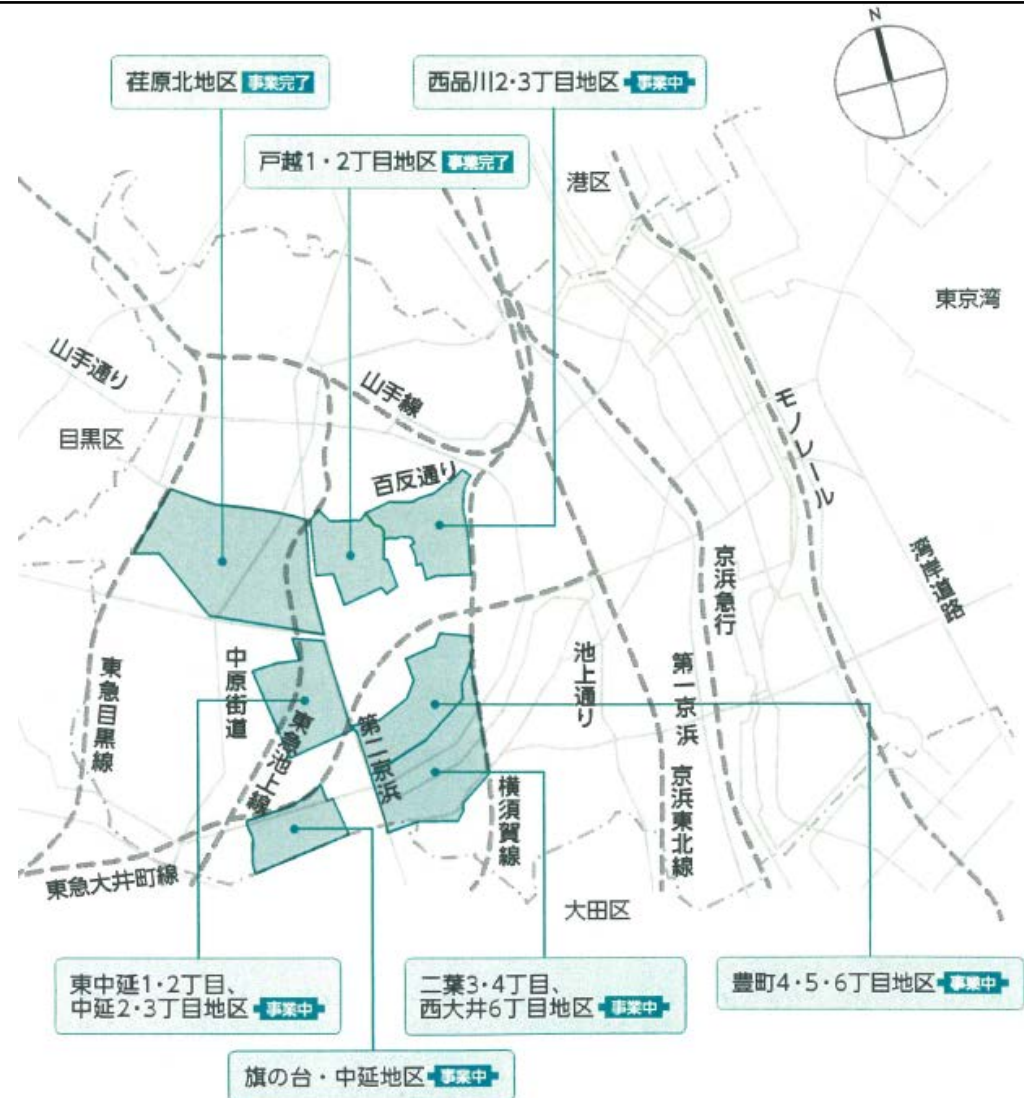 N
荏原北地区 事業完了
西品川2・3丁目地区 事業中
戸越1・2丁目地区 事業完了
港区
東京湾
山手通り
山手線
モノレール
目黒区
百反通り
湾岸道路
京浜急行
東急目黒線
中原街道
東急池上線
第二京浜
池上通り
第一京浜
京浜東北線
横須賀線
東急大井町線
大田区
東中延1・2丁目、
中延2・3丁目地区 事業中
二葉3・4丁目、
西大井6丁目地区 事業中
豊町4・5・6丁目地区 事業中
旗の台・中延地区 事業中